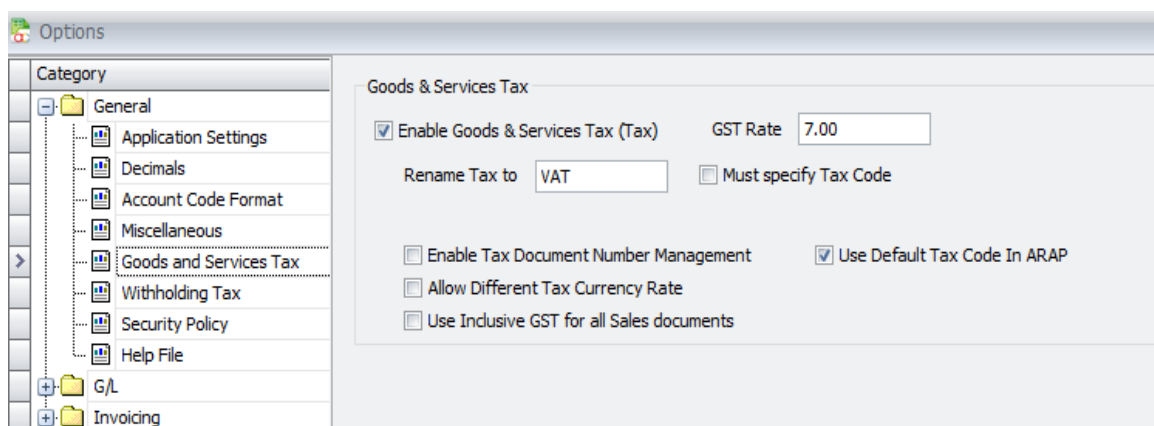 Options
Category
General
Application Settings
Decimals
Account Code Format
Miscellaneous
Goods and Services Tax
Withholding Tax
Security Policy
Help File
G/L
Invoicing
Goods & Services Tax
Enable Goods & Services Tax (Tax) GST Rate 7.00
Rename Tax to VAT Must specify Tax Code
Enable Tax Document Number Management Use Default Tax Code In ARAP
Allow Different Tax Currency Rate
Use Inclusive GST for all Sales documents